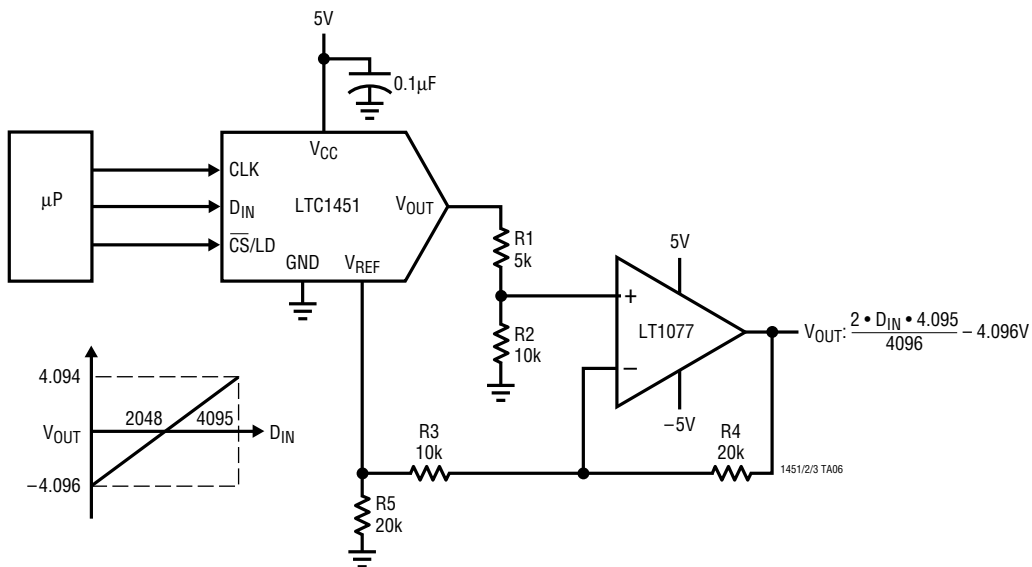 5V
0.1µF
µP
CLK
D_IN
CS/LD
V_CC
LTC1451
V_OUT
GND
V_REF
R1
5k
R2
10k
5V
+
LT1077
−
−5V
V_OUT: 2 • D_IN • 4.095 / 4096 − 4.096V
4.094
V_OUT
−4.096
2048
4095
D_IN
R3
10k
R4
20k
R5
20k
1451/2/3 TA06